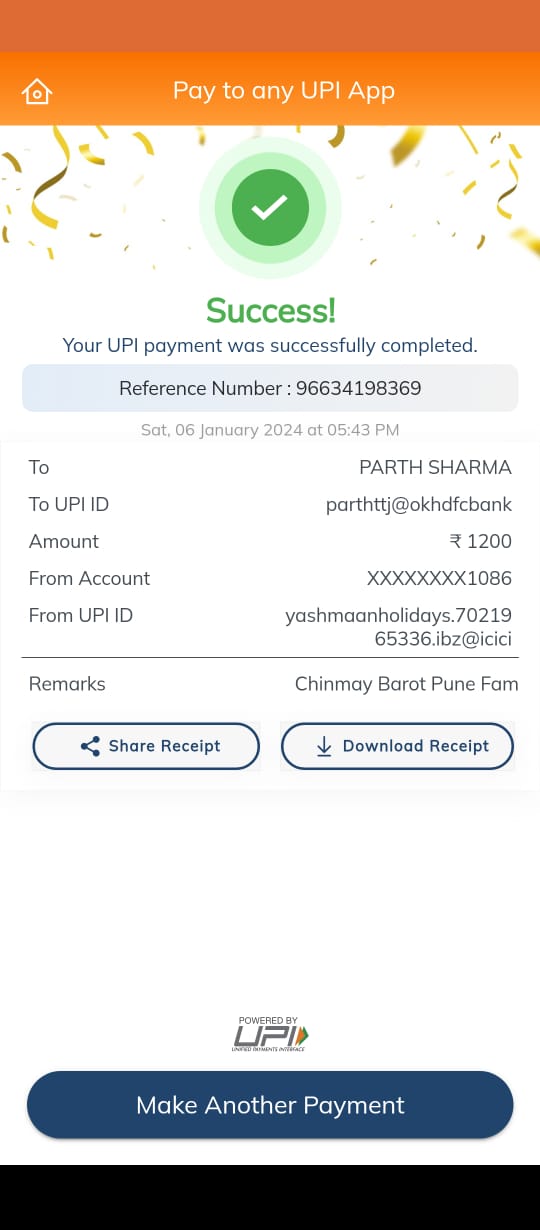 Pay to any UPI App
Success!
Your UPI payment was successfully completed.
Reference Number : 96634198369
Sat, 06 January 2024 at 05:43 PM
To PARTH SHARMA
To UPI ID parthttj@okhdfcbank
Amount ₹ 1200
From Account XXXXXXXX1086
From UPI ID yashmaanholidays.70219
65336.ibz@icici
Remarks Chinmay Barot Pune Fam
Share Receipt Download Receipt
POWERED BY
UPI
UNIFIED PAYMENTS INTERFACE
Make Another Payment